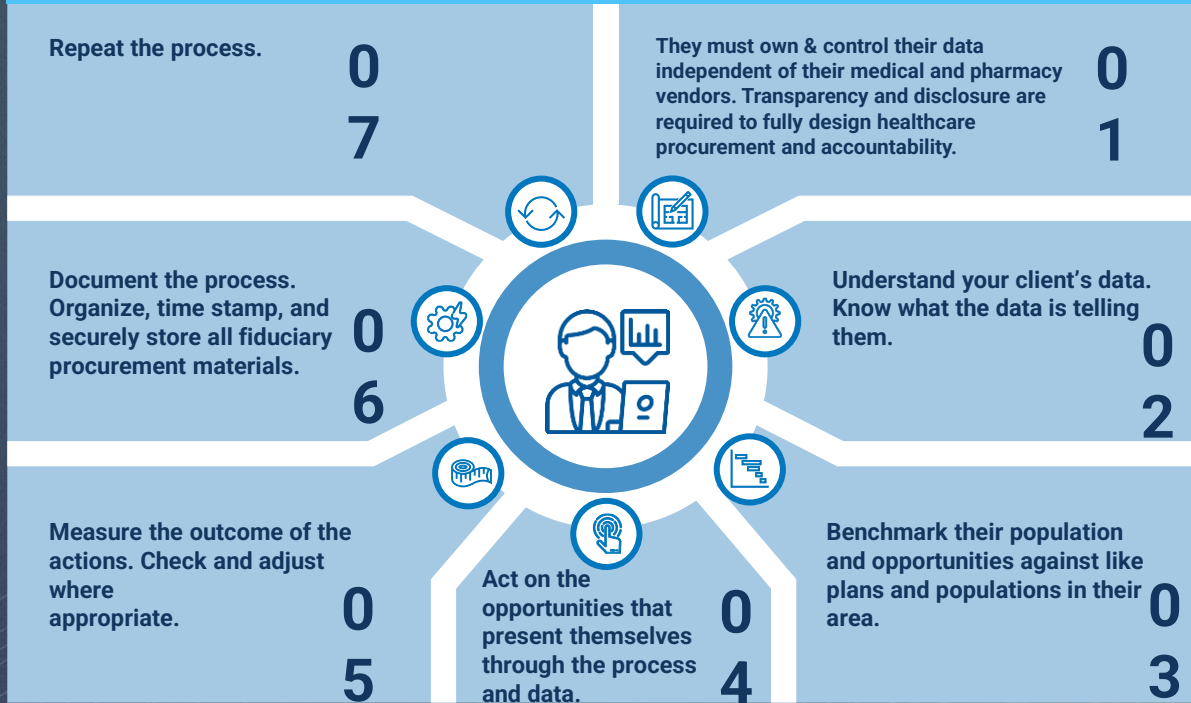 Repeat the process.
0
7
They must own & control their data
independent of their medical and pharmacy
vendors. Transparency and disclosure are
required to fully design healthcare
procurement and accountability.
0
1
Document the process.
Organize, time stamp, and
securely store all fiduciary
procurement materials.
0
6
Understand your client's data.
Know what the data is telling
them.
0
2
Measure the outcome of the
actions. Check and adjust
where
appropriate.
0
5
Act on the
opportunities that
present themselves
through the process
and data.
0
4
Benchmark their population
and opportunities against like
plans and populations in their
area.
0
3